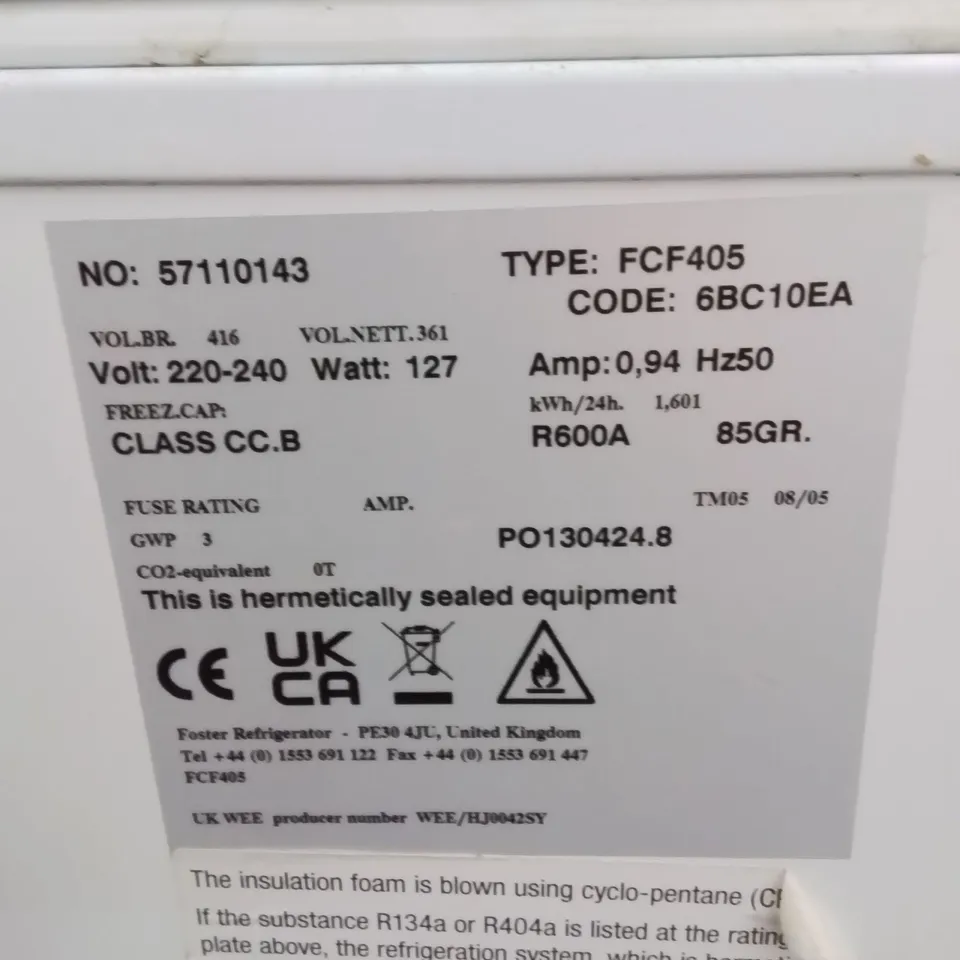 NO: 57110143
TYPE: FCF405
CODE: 6BC10EA
VOL.BR. 416 VOL.NETT.361
Volt: 220-240 Watt: 127 Amp:0,94 Hz50
FREEZ.CAP: kWh/24h. 1,601
CLASS CC.B R600A 85GR.
FUSE RATING AMP. TM05 08/05
GWP 3 PO130424.8
CO2-equivalent 0T
This is hermetically sealed equipment
CE UK CA
Foster Refrigerator - PE30 4JU, United Kingdom
Tel +44 (0) 1553 691 122 Fax +44 (0) 1553 691 447
FCF405
UK WEE producer number WEE/HJ0042SY
The insulation foam is blown using cyclo-pentane
If the substance R134a or R404a is listed at the rating
plate above, the refrigeration system, which is